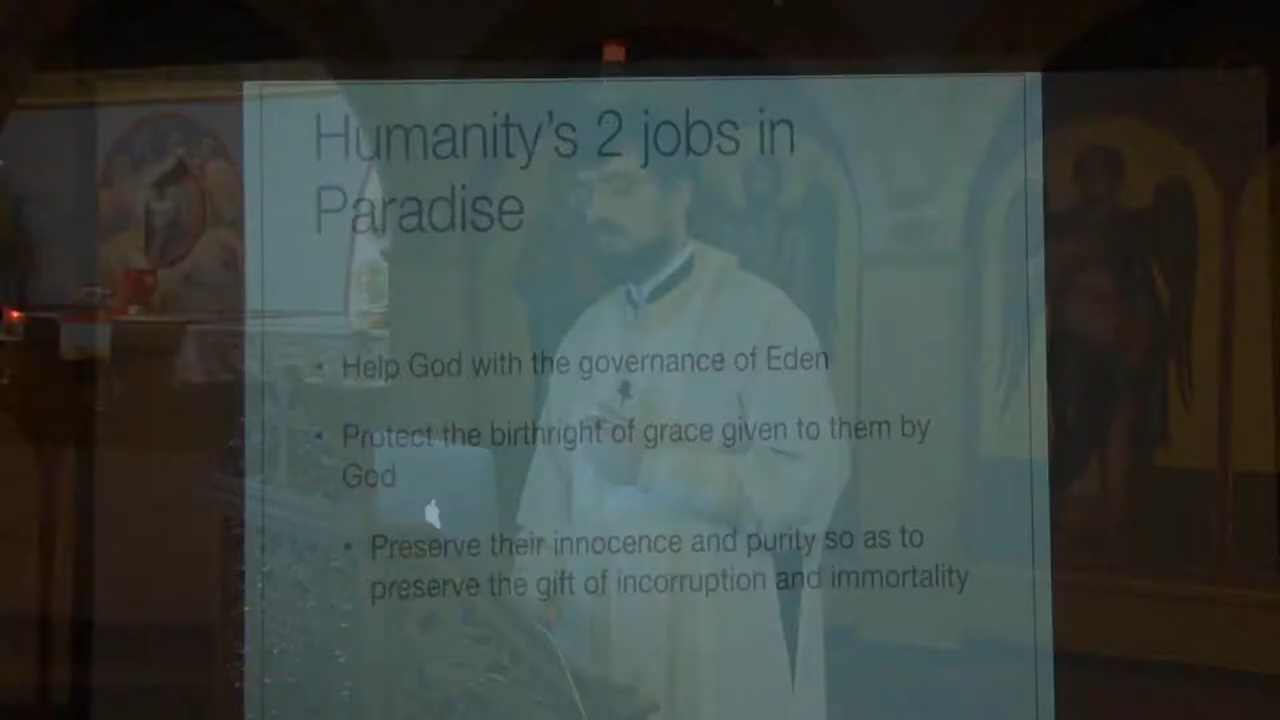 Humanity's 2 jobs in
Paradise
• Help God with the governance of Eden
• Protect the birthright of grace given to them by
God
• Preserve their innocence and purity so as to
preserve the gift of incorruption and immortality